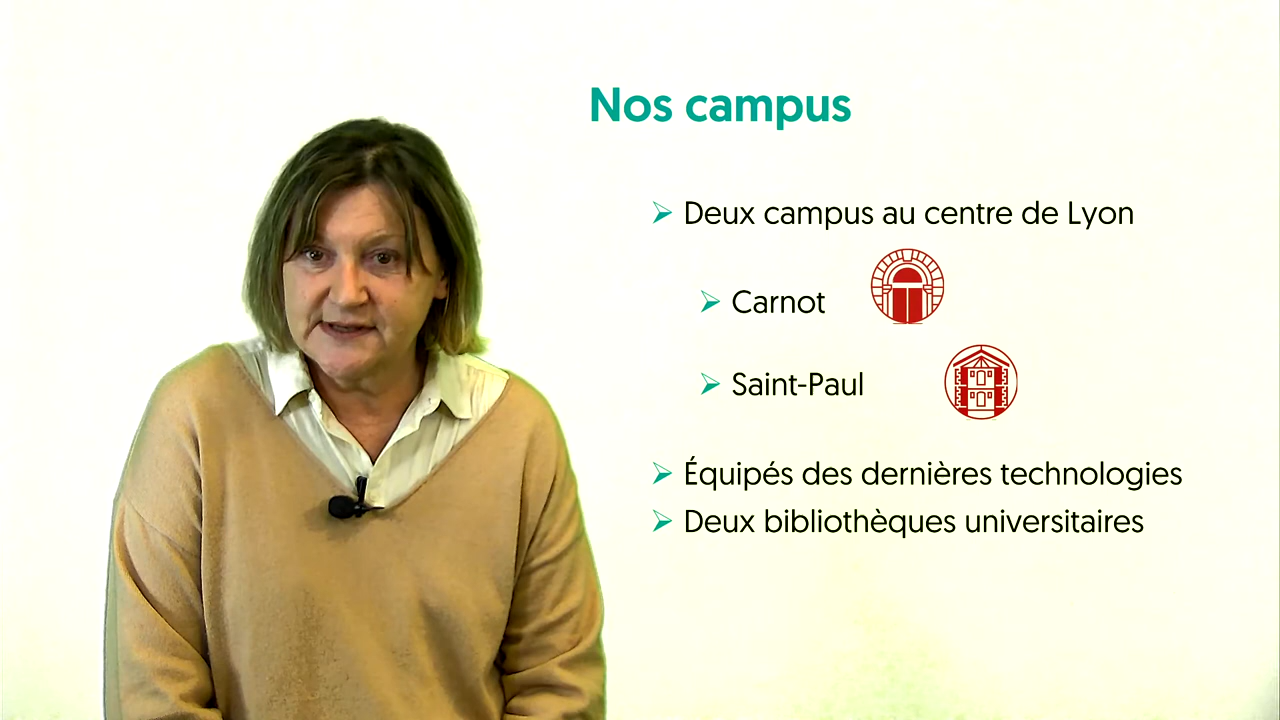 Nos campus
Deux campus au centre de Lyon
Carnot
Saint-Paul
Équipés des dernières technologies
Deux bibliothèques universitaires